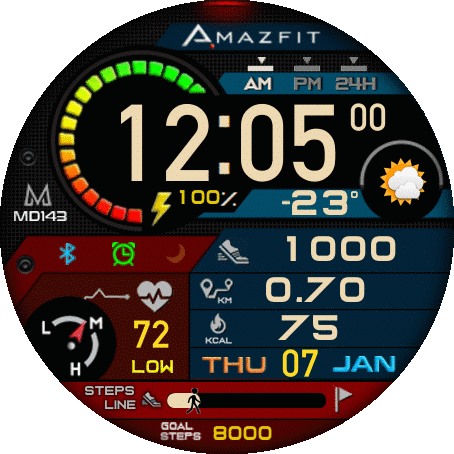 AMAZFIT
AM PM 24H
12:05 00
100%
-23°
MD143
1000
0.70 KM
75 KCAL
72
LOW
L M
H
THU 07 JAN
STEPS
LINE
GOAL
STEPS 8000